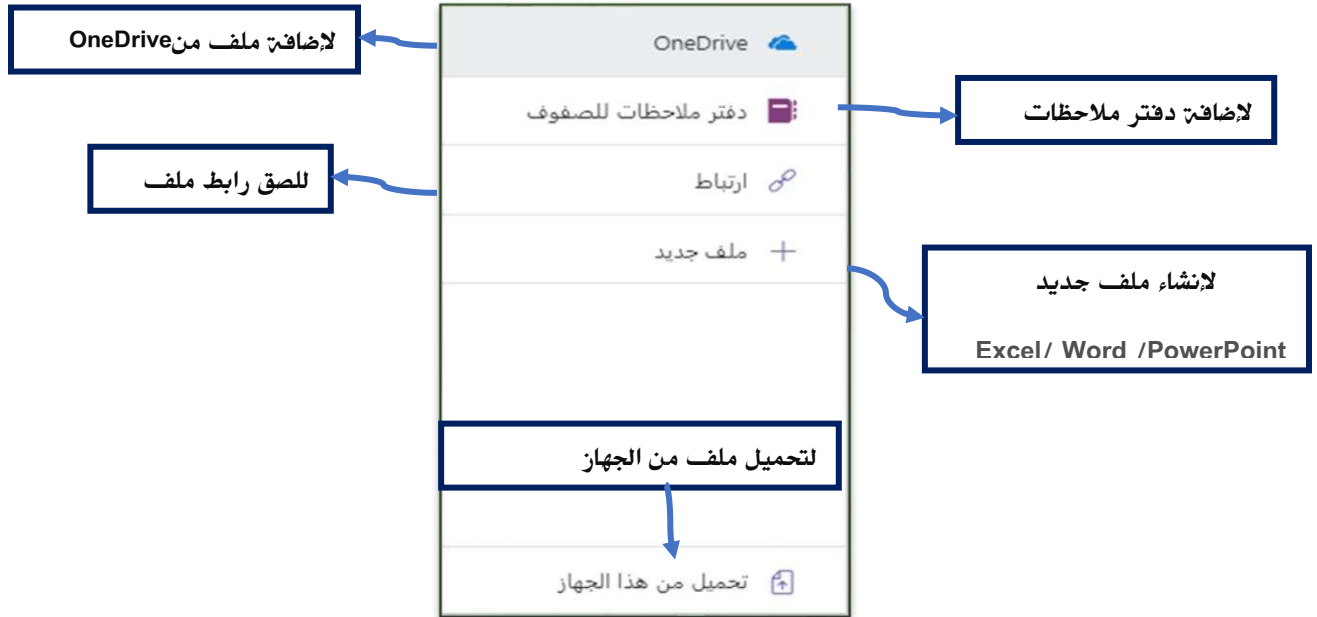 OneDrive
لإضافة ملف منOneDrive
دفتر ملاحظات للصفوف
لإضافة دفتر ملاحظات
ارتباط
للصق رابط ملف
ملف جديد
لإنشاء ملف جديد
Excel/ Word /PowerPoint
لتحميل ملف من الجهاز
تحميل من هذا الجهاز